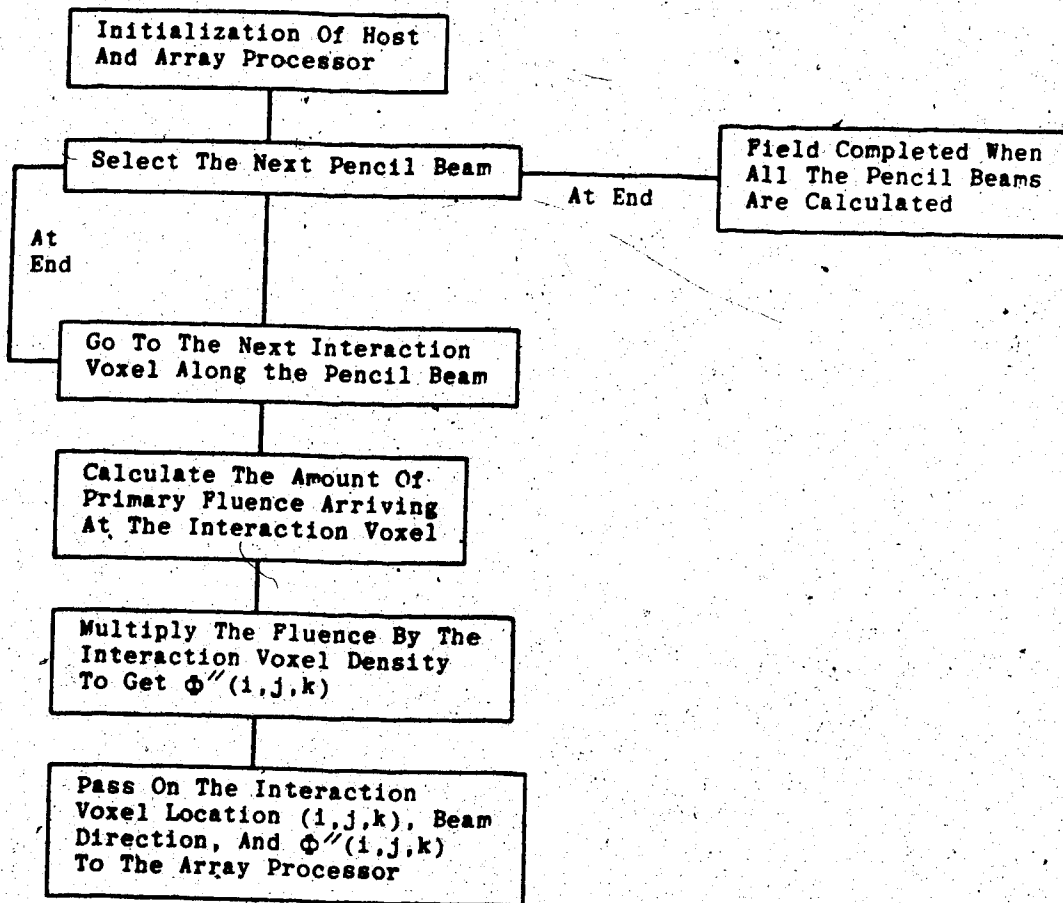 Initialization Of Host
And Array Processor
Select The Next Pencil Beam
At End
Field Completed When
All The Pencil Beams
Are Calculated
At
End
Go To The Next Interaction
Voxel Along the Pencil Beam
Calculate The Amount Of
Primary Fluence Arriving
At The Interaction Voxel
Multiply The Fluence By The
Interaction Voxel Density
To Get Φ″(i,j,k)
Pass On The Interaction
Voxel Location (i,j,k), Beam
Direction, And Φ″(i,j,k)
To The Array Processor